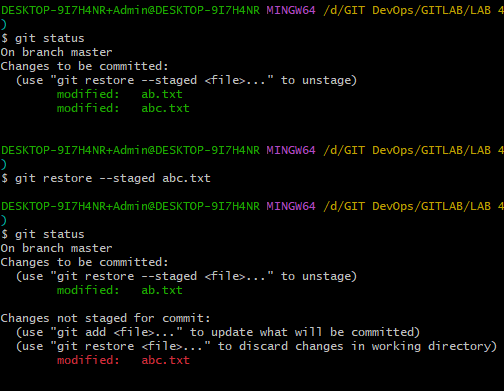 DESKTOP-9I7H4NR+Admin@DESKTOP-9I7H4NR MINGW64 /d/GIT DevOps/GITLAB/LAB 4
)
$ git status
On branch master
Changes to be committed:
  (use "git restore --staged <file>..." to unstage)
        modified:   ab.txt
        modified:   abc.txt

DESKTOP-9I7H4NR+Admin@DESKTOP-9I7H4NR MINGW64 /d/GIT DevOps/GITLAB/LAB 4
)
$ git restore --staged abc.txt

DESKTOP-9I7H4NR+Admin@DESKTOP-9I7H4NR MINGW64 /d/GIT DevOps/GITLAB/LAB 4
)
$ git status
On branch master
Changes to be committed:
  (use "git restore --staged <file>..." to unstage)
        modified:   ab.txt

Changes not staged for commit:
  (use "git add <file>..." to update what will be committed)
  (use "git restore <file>..." to discard changes in working directory)
        modified:   abc.txt